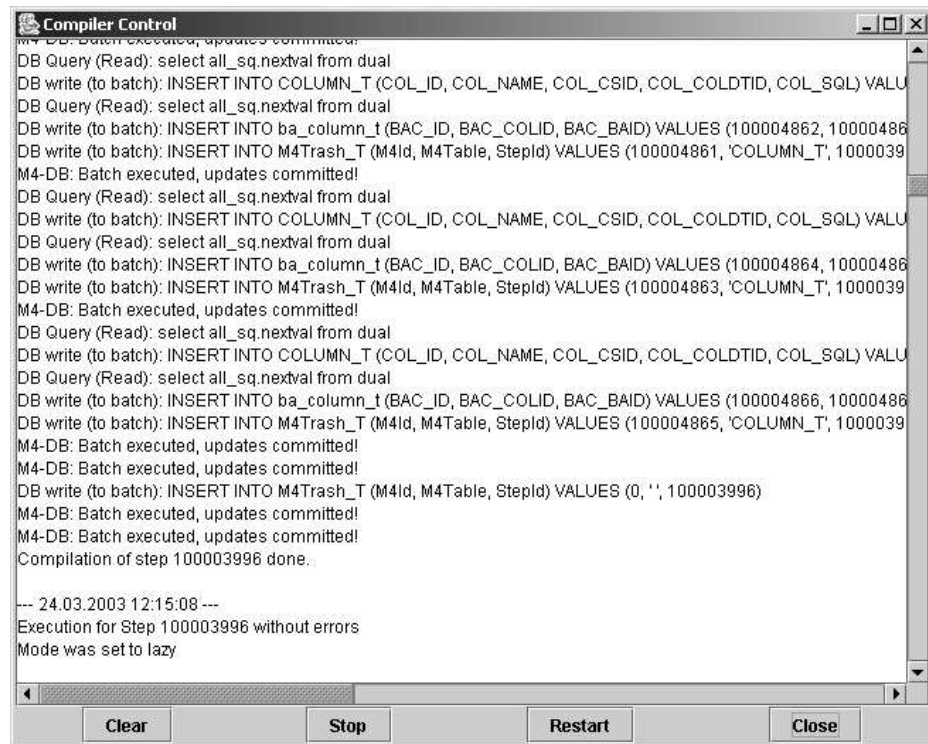 Compiler Control
M4-DB: Batch executed, updates committed!
DB Query (Read): select all_sq.nextval from dual
DB write (to batch): INSERT INTO COLUMN_T (COL_ID, COL_NAME, COL_CSID, COL_COLDTID, COL_SQL) VALU
DB Query (Read): select all_sq.nextval from dual
DB write (to batch): INSERT INTO ba_column_t (BAC_ID, BAC_COLID, BAC_BAID) VALUES (100004862, 10000486
DB write (to batch): INSERT INTO M4Trash_T (M4Id, M4Table, StepId) VALUES (100004861, 'COLUMN_T', 1000039
M4-DB: Batch executed, updates committed!
DB Query (Read): select all_sq.nextval from dual
DB write (to batch): INSERT INTO COLUMN_T (COL_ID, COL_NAME, COL_CSID, COL_COLDTID, COL_SQL) VALU
DB Query (Read): select all_sq.nextval from dual
DB write (to batch): INSERT INTO ba_column_t (BAC_ID, BAC_COLID, BAC_BAID) VALUES (100004864, 10000486
DB write (to batch): INSERT INTO M4Trash_T (M4Id, M4Table, StepId) VALUES (100004863, 'COLUMN_T', 1000039
M4-DB: Batch executed, updates committed!
DB Query (Read): select all_sq.nextval from dual
DB write (to batch): INSERT INTO COLUMN_T (COL_ID, COL_NAME, COL_CSID, COL_COLDTID, COL_SQL) VALU
DB Query (Read): select all_sq.nextval from dual
DB write (to batch): INSERT INTO ba_column_t (BAC_ID, BAC_COLID, BAC_BAID) VALUES (100004866, 10000486
DB write (to batch): INSERT INTO M4Trash_T (M4Id, M4Table, StepId) VALUES (100004865, 'COLUMN_T', 1000039
M4-DB: Batch executed, updates committed!
M4-DB: Batch executed, updates committed!
DB write (to batch): INSERT INTO M4Trash_T (M4Id, M4Table, StepId) VALUES (0, ' ', 100003996)
M4-DB: Batch executed, updates committed!
M4-DB: Batch executed, updates committed!
Compilation of step 100003996 done.
--- 24.03.2003 12:15:08 ---
Execution for Step 100003996 without errors
Mode was set to lazy
Clear Stop Restart Close